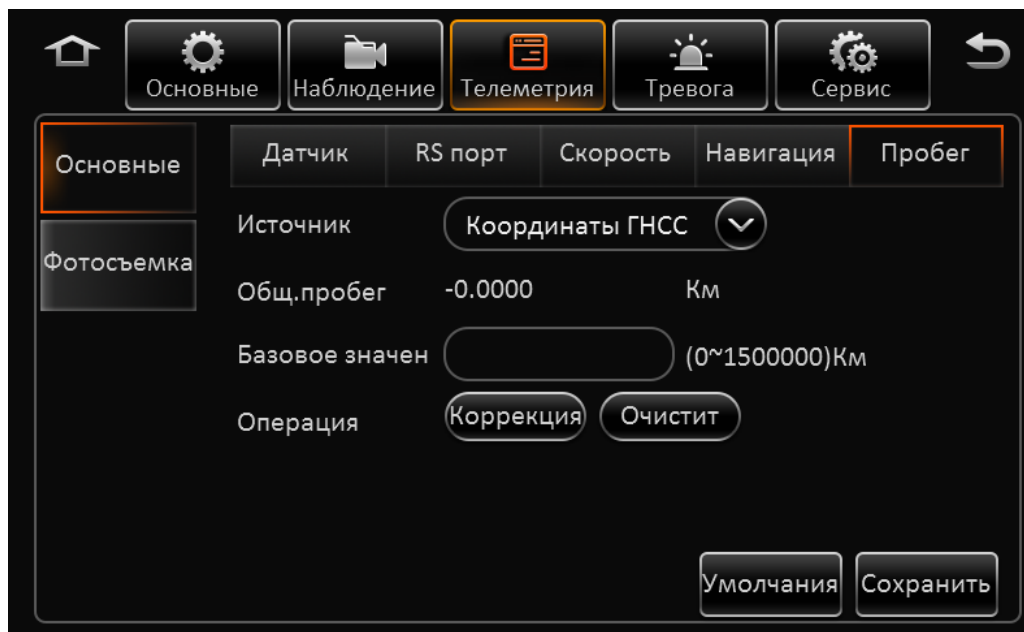 Основные Наблюдение Телеметрия Тревога Сервис
Основные
Фотосъемка
Датчик RS порт Скорость Навигация Пробег
Источник Координаты ГНСС
Общ.пробег -0.0000 Км
Базовое значен (0~1500000)Км
Операция Коррекция Очистит
Умолчания Сохранить